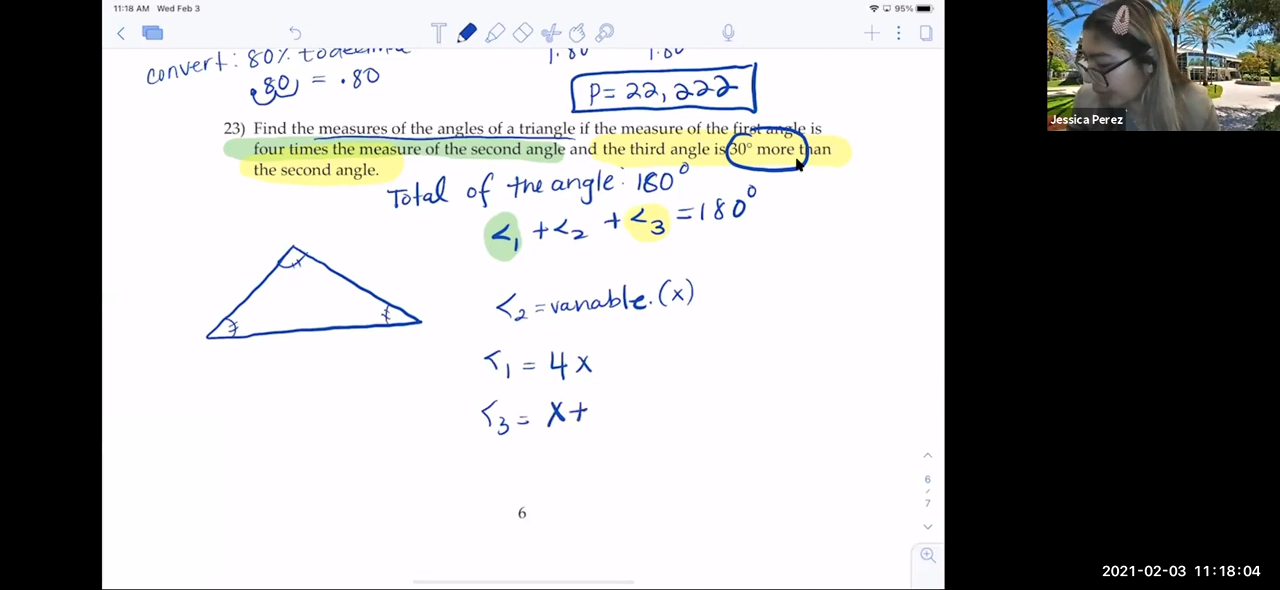 11:18 AM Wed Feb 3
95%
convert: 80% to decimal
1.80 1.80
80 = .80
P = 22,222
Jessica Perez
23) Find the measures of the angles of a triangle if the measure of the first angle is
four times the measure of the second angle and the third angle is 30° more than
the second angle.
Total of the angle: 180°
<1 + <2 + <3 = 180°
<2 = variable. (x)
<1 = 4x
<3 = x+
6
7
6
2021-02-03 11:18:04